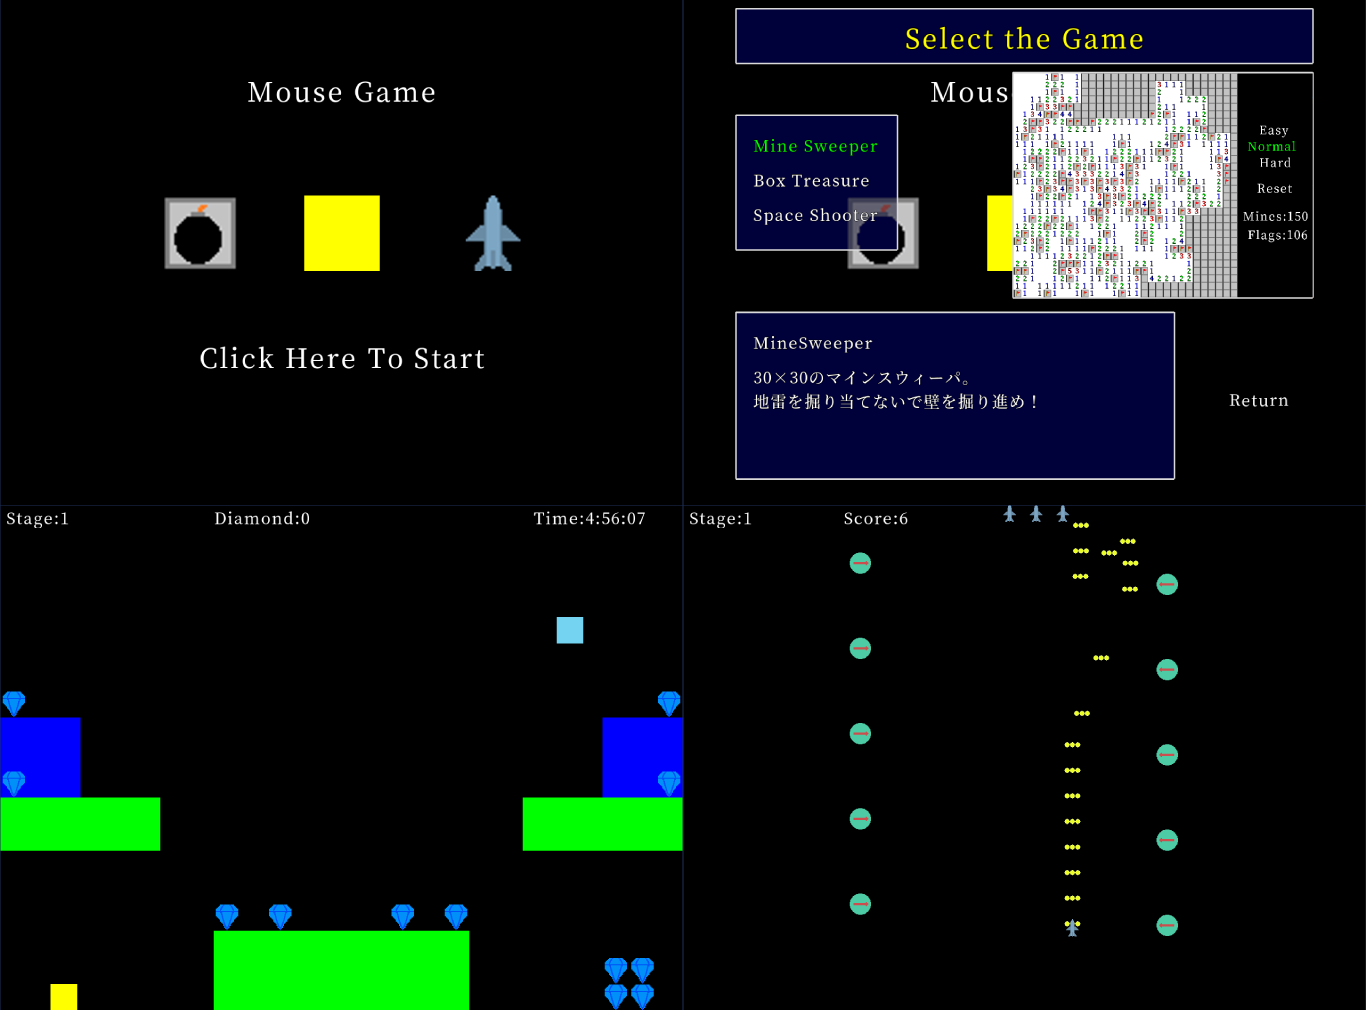 Mouse Game
Click Here To Start
Select the Game
Mous
Mine Sweeper
Box Treasure
Space Shooter
Easy
Normal
Hard
Reset
Mines:150
Flags:106
MineSweeper
30×30のマインスウィーパ。
地雷を掘り当てないで壁を掘り進め！
Return
Stage:1
Diamond:0
Time:4:56:07
Stage:1
Score:6